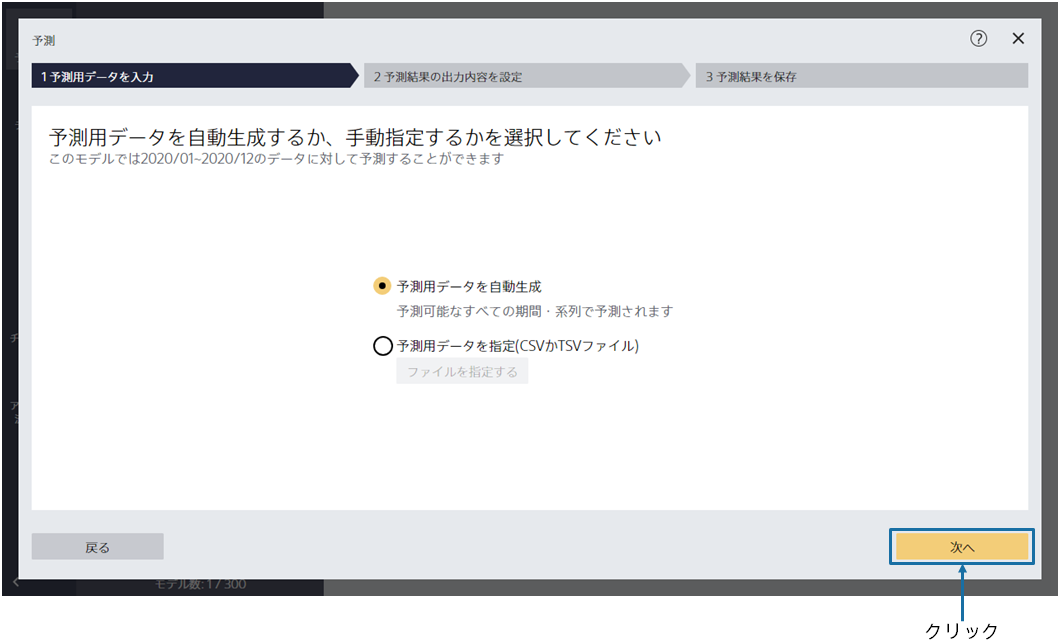 予測
1 予測用データを入力
2 予測結果の出力内容を設定
3 予測結果を保存
予測用データを自動生成するか、手動指定するかを選択してください
このモデルでは2020/01~2020/12のデータに対して予測することができます
予測用データを自動生成
予測可能なすべての期間・系列で予測されます
予測用データを指定(CSVかTSVファイル)
ファイルを指定する
戻る
次へ
モデル数: 1 / 300
クリック